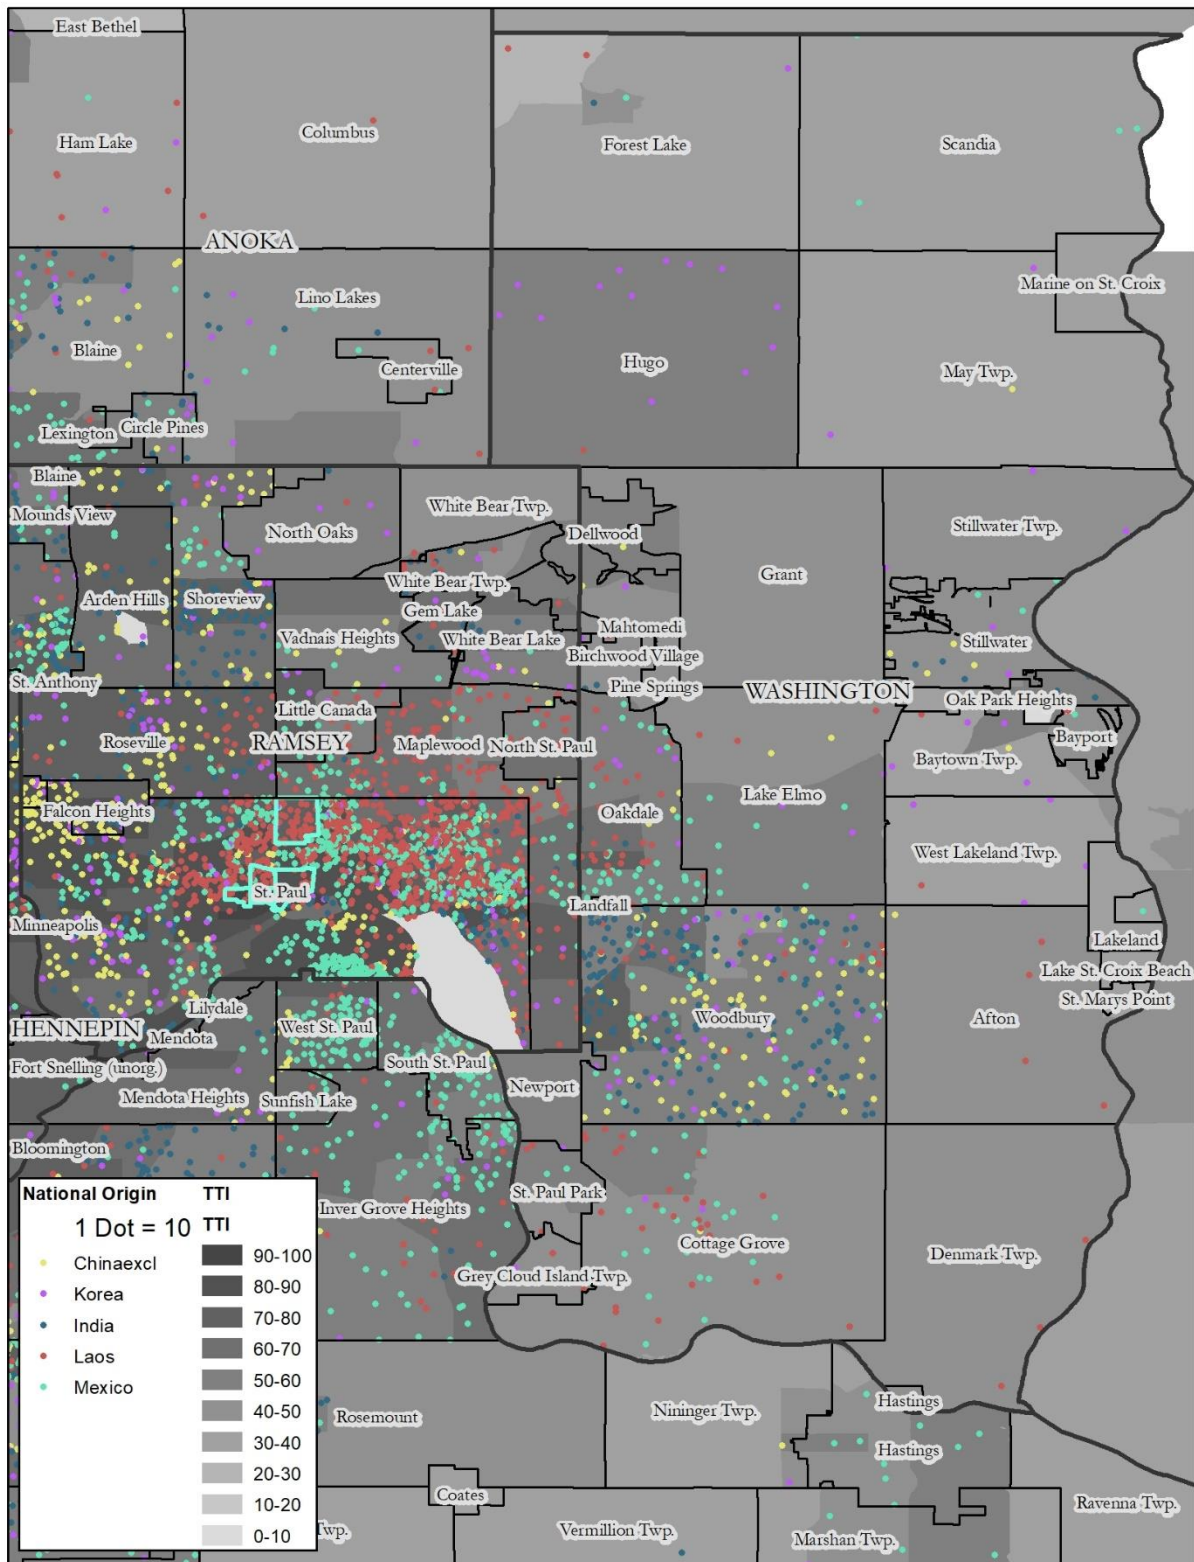 East Bethel
Ham Lake
Columbus
Forest Lake
Scandia
ANOKA
Marine on St. Croix
Lino Lakes
Blaine
Centerville
Hugo
May Twp.
Lexington
Circle Pines
Blaine
Mounds View
White Bear Twp.
North Oaks
Dellwood
Stillwater Twp.
Grant
White Bear Twp.
Arden Hills
Shoreview
Gem Lake
Mahtomedi
Vadnais Heights
White Bear Lake
Stillwater
Birchwood Village
St. Anthony
Pine Springs
WASHINGTON
Oak Park Heights
Little Canada
Roseville
RAMSEY
Maplewood
North St. Paul
Bayport
Baytown Twp.
Lake Elmo
Falcon Heights
Oakdale
West Lakeland Twp.
St. Paul
Landfall
Minneapolis
Lakeland
Lake St. Croix Beach
St. Marys Point
Lilydale
Woodbury
Afton
HENNEPIN
Mendota
West St. Paul
South St. Paul
Fort Snelling (unorg.)
Newport
Mendota Heights
Sunfish Lake
Bloomington
St. Paul Park
Inver Grove Heights
Cottage Grove
Denmark Twp.
Grey Cloud Island Twp.
National Origin
1 Dot = 10
Chinaexcl
Korea
India
Laos
Mexico
TTI
TTI
90-100
80-90
70-80
60-70
50-60
40-50
30-40
20-30
10-20
0-10
Rosemount
Nininger Twp.
Hastings
Hastings
Coates
Ravenna Twp.
Twp.
Vermillion Twp.
Marshan Twp.